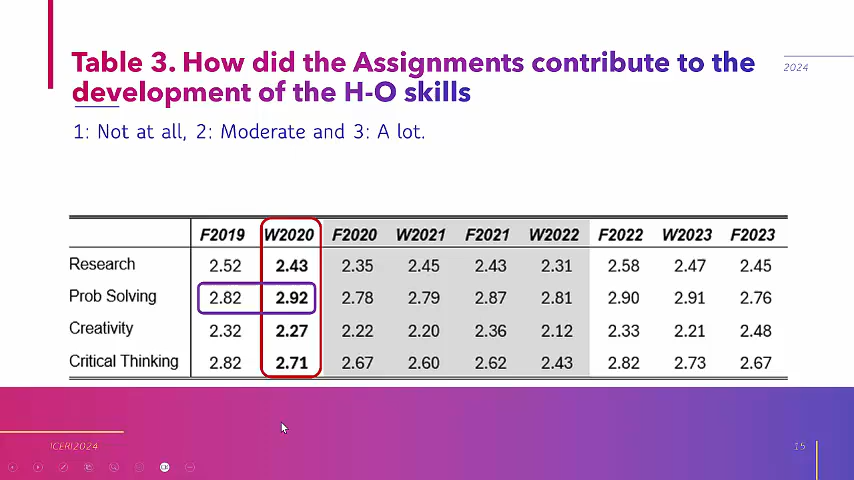 Table 3. How did the Assignments contribute to the
development of the H-O skills
2024
1: Not at all, 2: Moderate and 3: A lot.
F2019 W2020 F2020 W2021 F2021 W2022 F2022 W2023 F2023
Research 2.52 2.43 2.35 2.45 2.43 2.31 2.58 2.47 2.45
Prob Solving 2.82 2.92 2.78 2.79 2.87 2.81 2.90 2.91 2.76
Creativity 2.32 2.27 2.22 2.20 2.36 2.12 2.33 2.21 2.48
Critical Thinking 2.82 2.71 2.67 2.60 2.62 2.43 2.82 2.73 2.67
ICERI2024
15